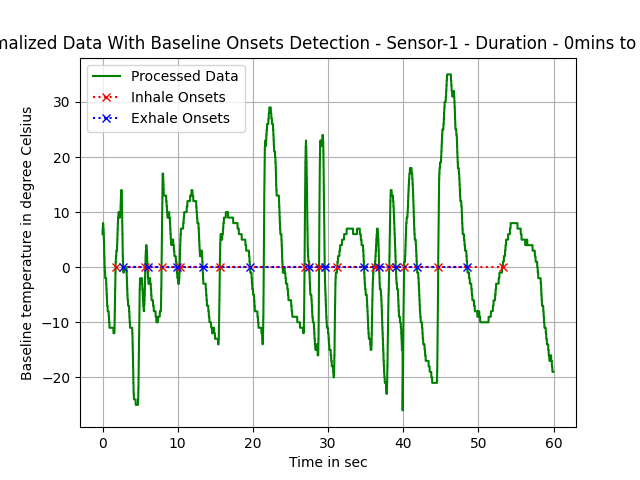 malized Data With Baseline Onsets Detection - Sensor-1 - Duration - 0mins to
Processed Data
Inhale Onsets
Exhale Onsets
Baseline temperature in degree Celsius
30
20
10
0
−10
−20
0 10 20 30 40 50 60
Time in sec